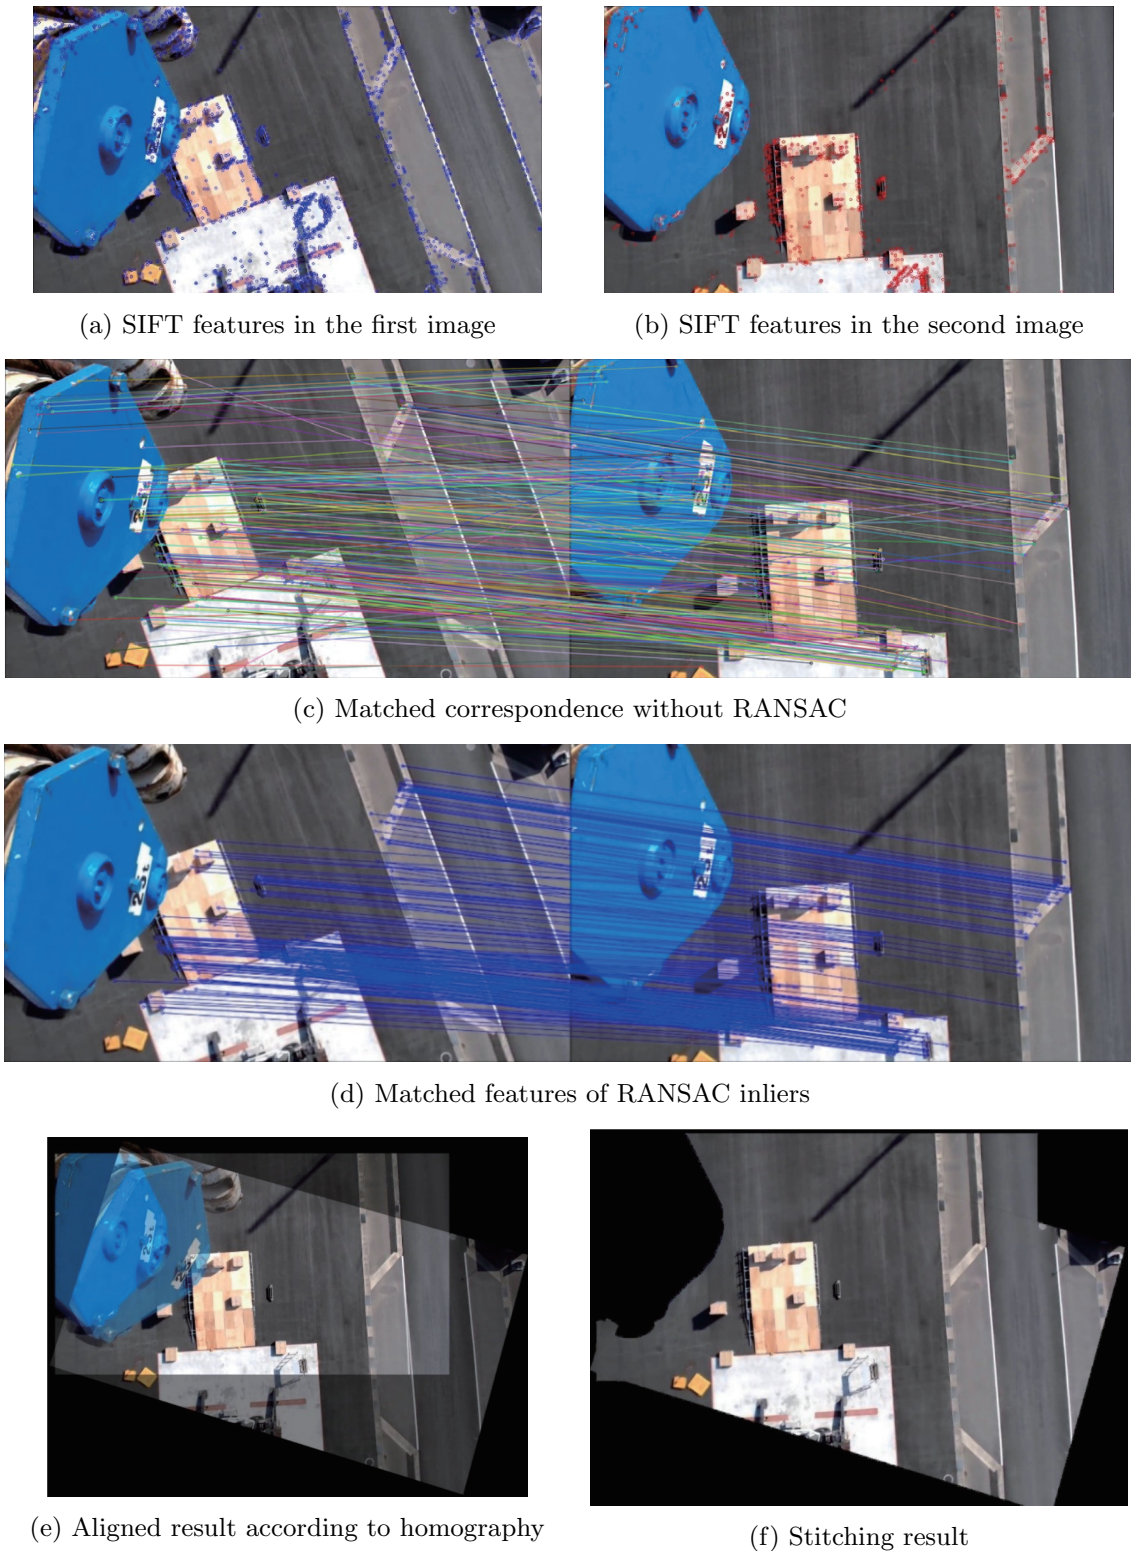 (a) SIFT features in the first image
(b) SIFT features in the second image
(c) Matched correspondence without RANSAC
(d) Matched features of RANSAC inliers
(e) Aligned result according to homography
(f) Stitching result